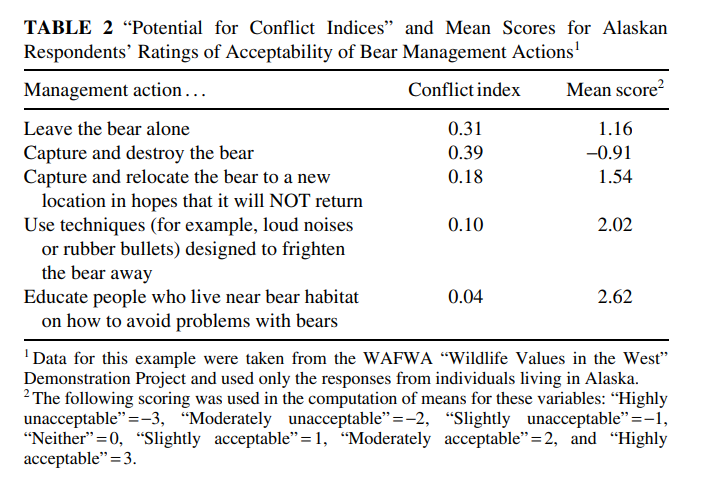 TABLE 2 “Potential for Conflict Indices” and Mean Scores for Alaskan
Respondents’ Ratings of Acceptability of Bear Management Actions¹
Management action... Conflict index Mean score²
Leave the bear alone 0.31 1.16
Capture and destroy the bear 0.39 −0.91
Capture and relocate the bear to a new 0.18 1.54
location in hopes that it will NOT return
Use techniques (for example, loud noises 0.10 2.02
or rubber bullets) designed to frighten
the bear away
Educate people who live near bear habitat 0.04 2.62
on how to avoid problems with bears
¹ Data for this example were taken from the WAFWA “Wildlife Values in the West”
Demonstration Project and used only the responses from individuals living in Alaska.
² The following scoring was used in the computation of means for these variables: “Highly
unacceptable”=−3, “Moderately unacceptable”=−2, “Slightly unacceptable”=−1,
“Neither”=0, “Slightly acceptable”=1, “Moderately acceptable”=2, and “Highly
acceptable”=3.